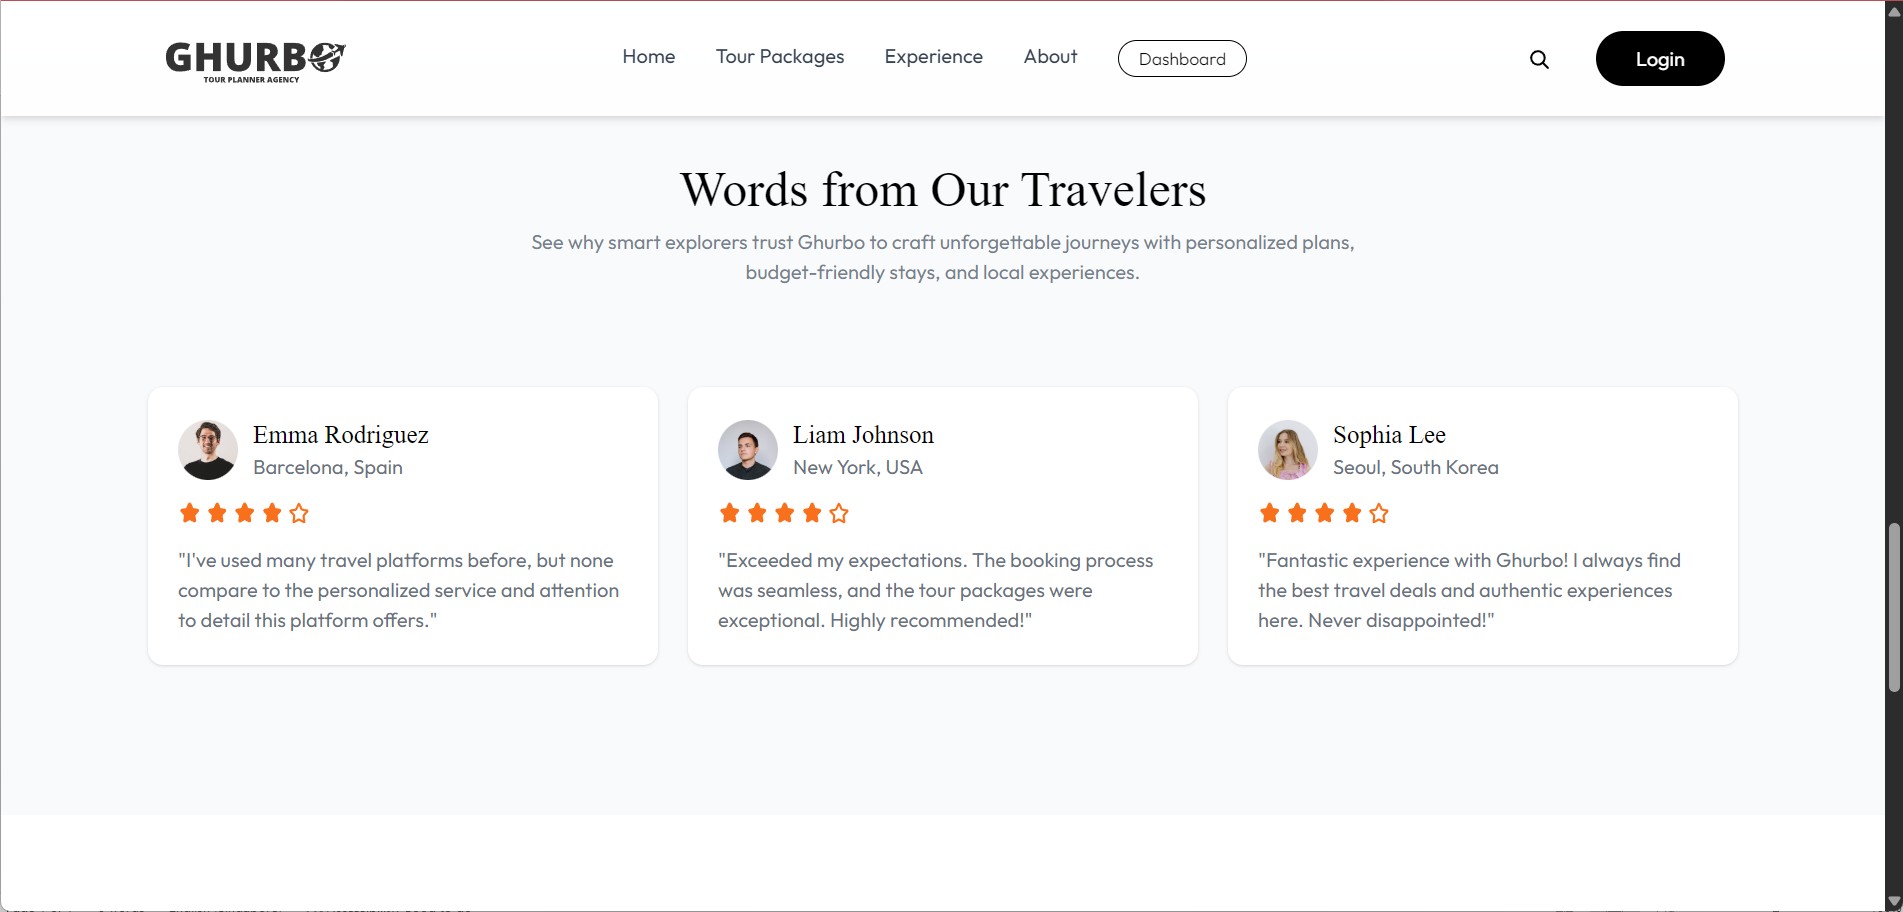 GHURBO
TOUR PLANNER AGENCY
Home
Tour Packages
Experience
About
Dashboard
Login
Words from Our Travelers
See why smart explorers trust Ghurbo to craft unforgettable journeys with personalized plans,
budget-friendly stays, and local experiences.
Emma Rodriguez
Barcelona, Spain
"I've used many travel platforms before, but none
compare to the personalized service and attention
to detail this platform offers."
Liam Johnson
New York, USA
"Exceeded my expectations. The booking process
was seamless, and the tour packages were
exceptional. Highly recommended!"
Sophia Lee
Seoul, South Korea
"Fantastic experience with Ghurbo! I always find
the best travel deals and authentic experiences
here. Never disappointed!"